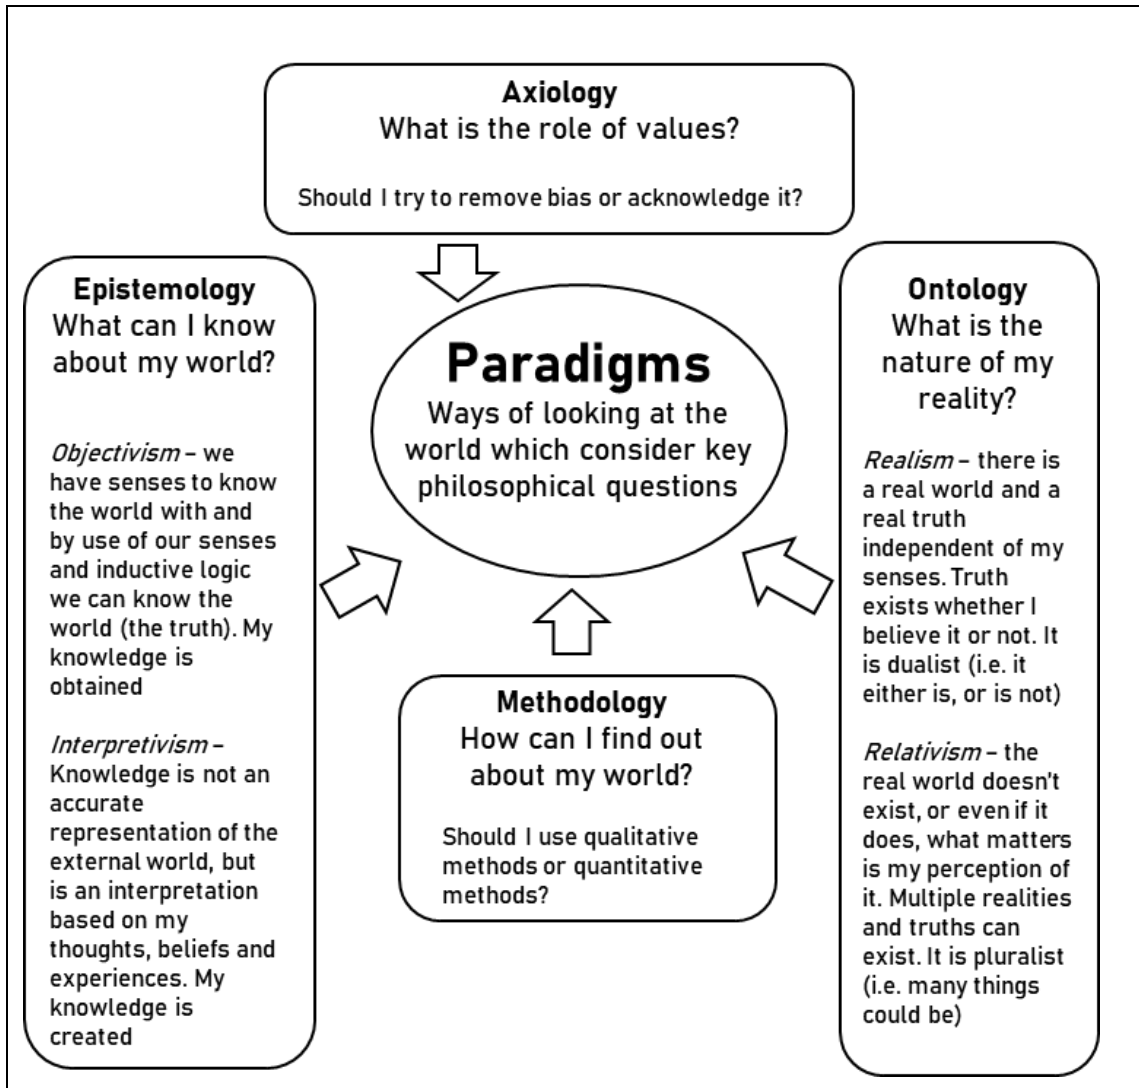 Axiology
What is the role of values?
Should I try to remove bias or acknowledge it?
Epistemology
What can I know
about my world?
Objectivism – we
have senses to know
the world with and
by use of our senses
and inductive logic
we can know the
world (the truth). My
knowledge is
obtained
Interpretivism –
Knowledge is not an
accurate
representation of the
external world, but
is an interpretation
based on my
thoughts, beliefs and
experiences. My
knowledge is
created
Paradigms
Ways of looking at the
world which consider key
philosophical questions
Methodology
How can I find out
about my world?
Should I use qualitative
methods or quantitative
methods?
Ontology
What is the
nature of my
reality?
Realism – there is
a real world and a
real truth
independent of my
senses. Truth
exists whether I
believe it or not. It
is dualist (i.e. it
either is, or is not)
Relativism – the
real world doesn't
exist, or even if it
does, what matters
is my perception of
it. Multiple realities
and truths can
exist. It is pluralist
(i.e. many things
could be)